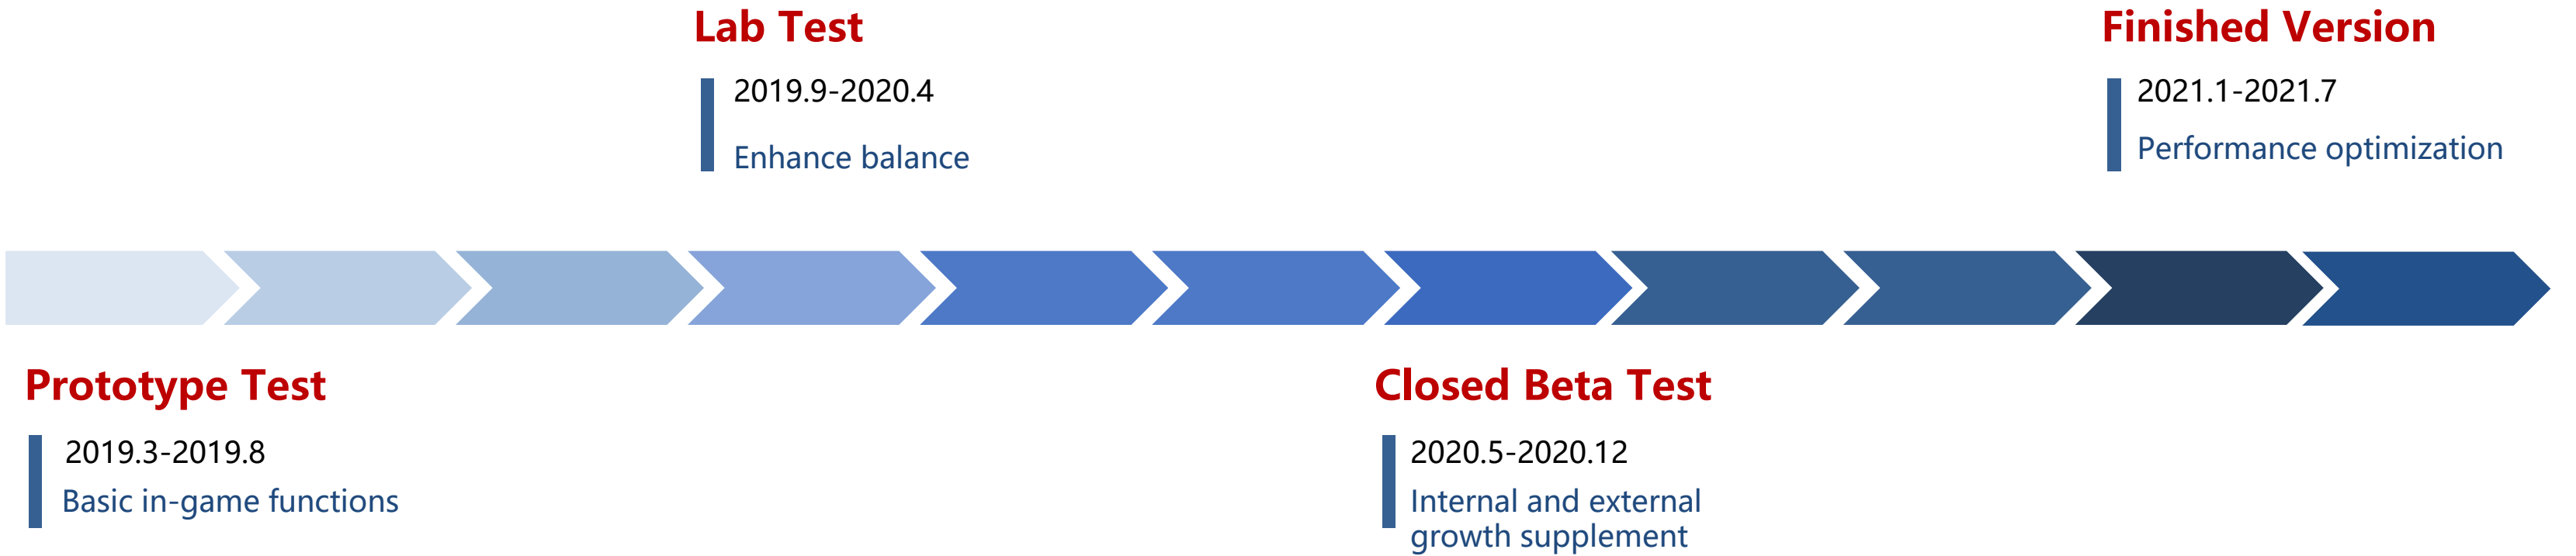 Lab Test
2019.9-2020.4
Enhance balance
Finished Version
2021.1-2021.7
Performance optimization
Prototype Test
2019.3-2019.8
Basic in-game functions
Closed Beta Test
2020.5-2020.12
Internal and external
growth supplement